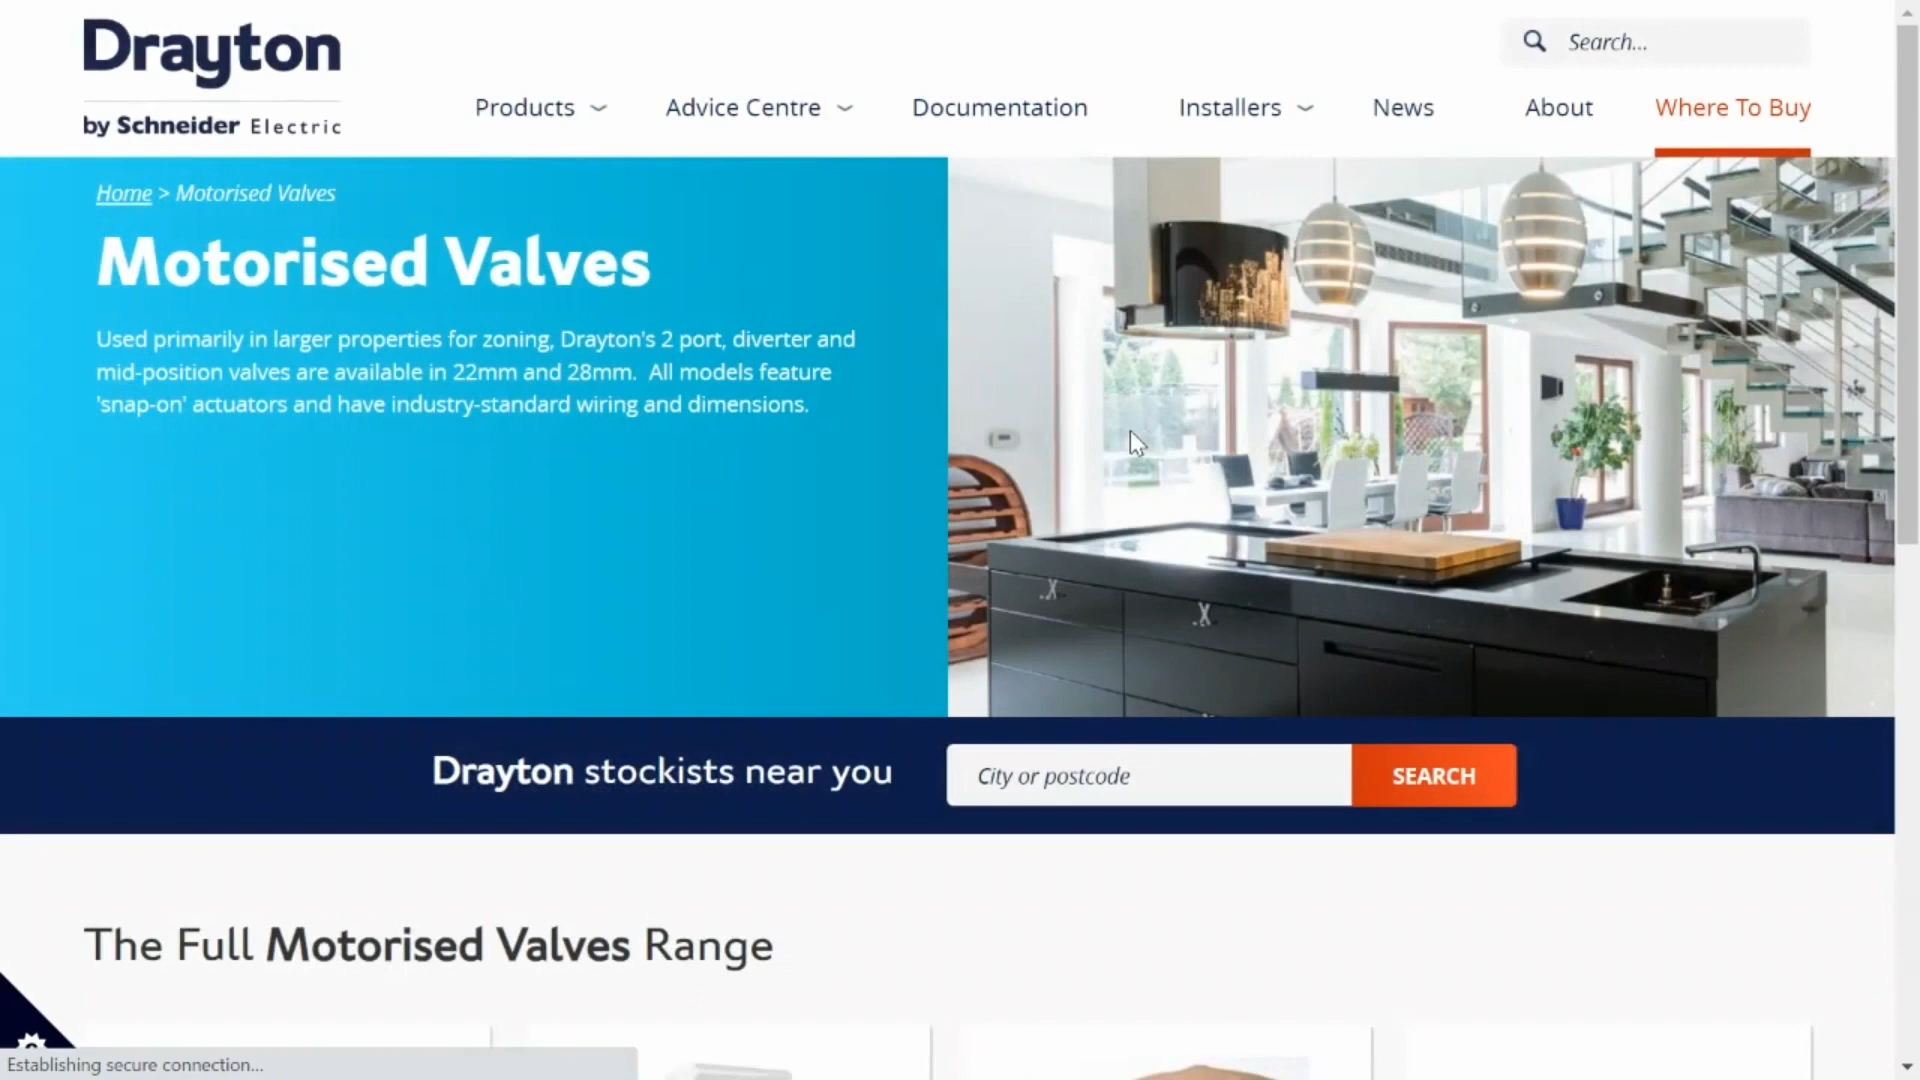 Drayton
by Schneider Electric
Search...
Products
Advice Centre
Documentation
Installers
News
About
Where To Buy
Home > Motorised Valves
Motorised Valves
Used primarily in larger properties for zoning, Drayton's 2 port, diverter and
mid-position valves are available in 22mm and 28mm.  All models feature
'snap-on' actuators and have industry-standard wiring and dimensions.
Drayton stockists near you
City or postcode
SEARCH
The Full Motorised Valves Range
Establishing secure connection...